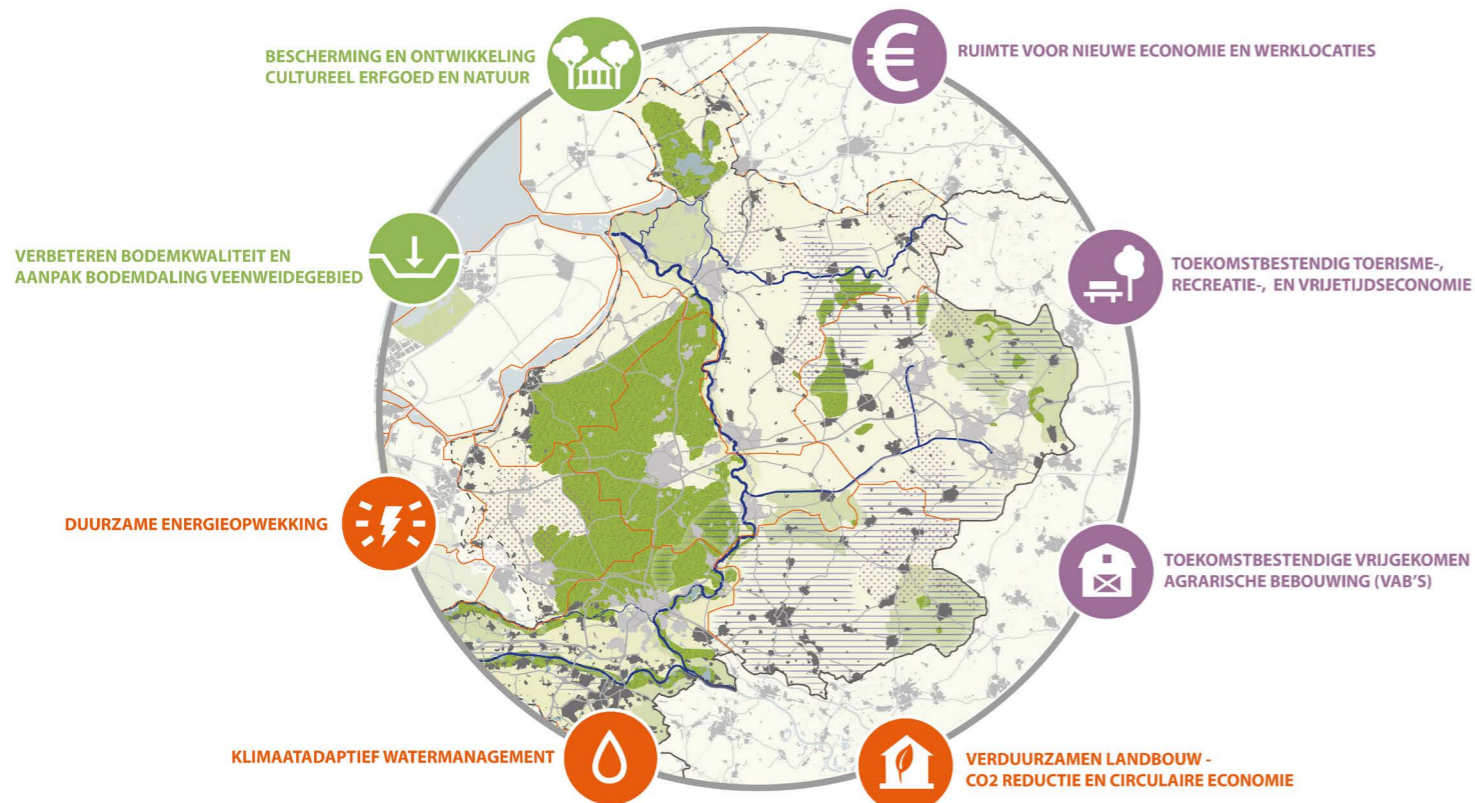 BESCHERMING EN ONTWIKKELING
CULTUREEL ERFGOED EN NATUUR
€
RUIMTE VOOR NIEUWE ECONOMIE EN WERKLOCATIES
VERBETEREN BODEMKWALITEIT EN
AANPAK BODEMDALING VEENWEIDEGEBIED
TOEKOMSTBESTENDIG TOERISME-,
RECREATIE-, EN VRIJETIJDSECONOMIE
DUURZAME ENERGIEOPWEKKING
TOEKOMSTBESTENDIGE VRIJGEKOMEN
AGRARISCHE BEBOUWING (VAB'S)
KLIMAATADAPTIEF WATERMANAGEMENT
VERDUURZAMEN LANDBOUW -
CO2 REDUCTIE EN CIRCULAIRE ECONOMIE